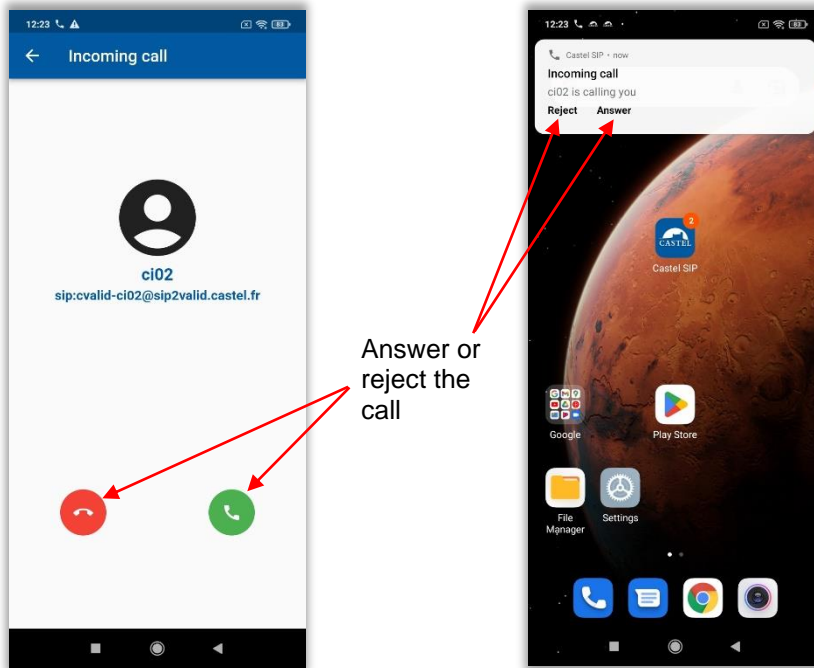 12:23
83
Incoming call
ci02
sip:cvalid-ci02@sip2valid.castel.fr
Answer or
reject the
call
12:23
83
Castel SIP • now
Incoming call
ci02 is calling you
Reject Answer
2
CASTEL
Castel SIP
Google
Play Store
File
Manager
Settings